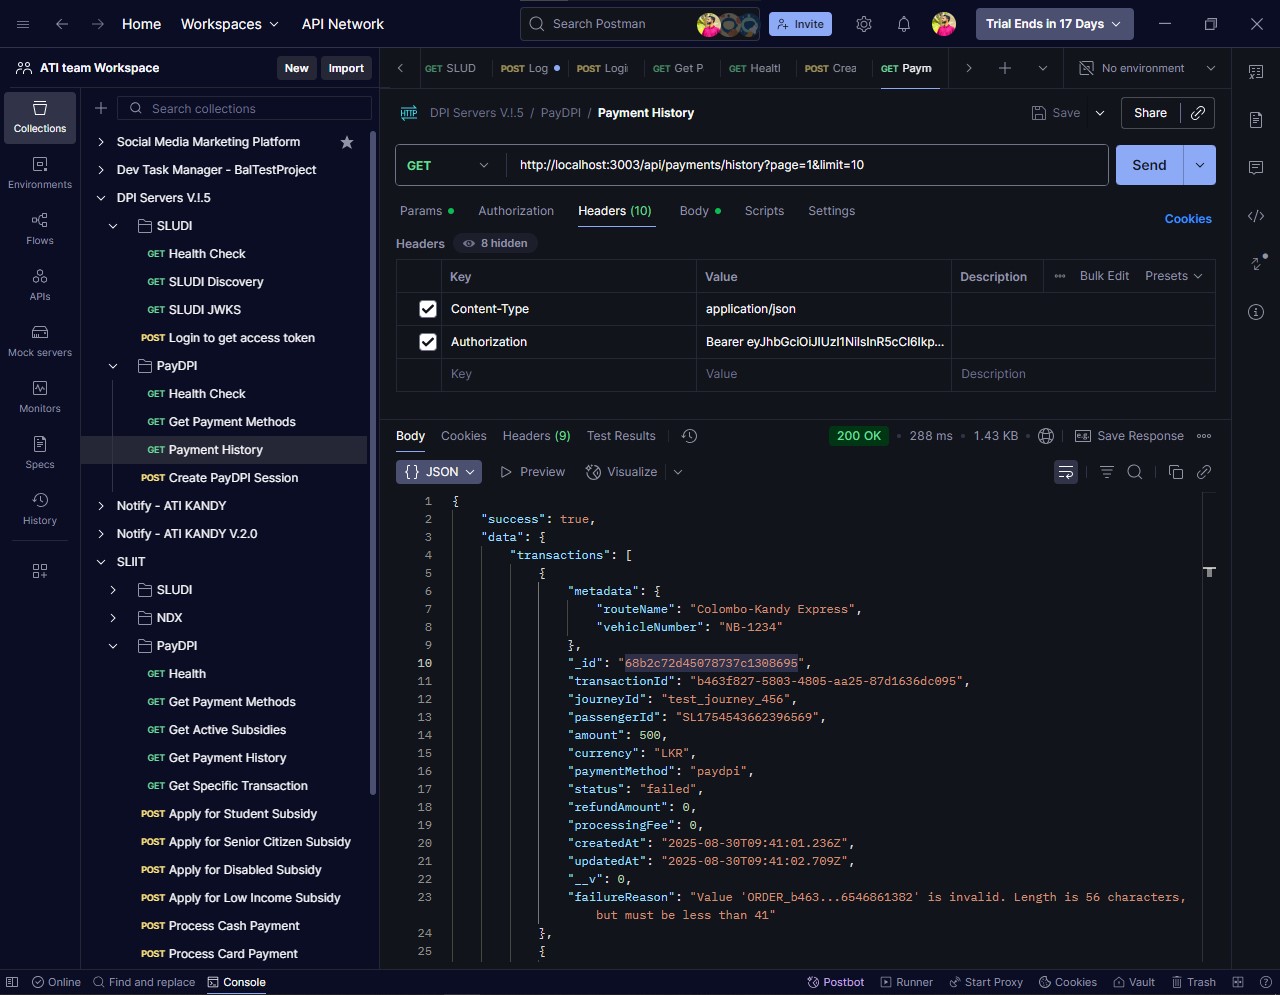 Home
Workspaces
API Network
Search Postman
Invite
Trial Ends in 17 Days
ATI team Workspace
New
Import
GET SLUD
POST Log
POST Logi
GET Get P
GET Healt
POST Crea
GET Paym
No environment
Collections
Environments
Flows
APIs
Mock servers
Monitors
Specs
History
Search collections
Social Media Marketing Platform
Dev Task Manager - BalTestProject
DPI Servers V.!.5
SLUDI
GET Health Check
GET SLUDI Discovery
GET SLUDI JWKS
POST Login to get access token
PayDPI
GET Health Check
GET Get Payment Methods
GET Payment History
POST Create PayDPI Session
Notify - ATI KANDY
Notify - ATI KANDY V.2.0
SLIIT
SLUDI
NDX
PayDPI
GET Health
GET Get Payment Methods
GET Get Active Subsidies
GET Get Payment History
GET Get Specific Transaction
POST Apply for Student Subsidy
POST Apply for Senior Citizen Subsidy
POST Apply for Disabled Subsidy
POST Apply for Low Income Subsidy
POST Process Cash Payment
POST Process Card Payment
HTTP
DPI Servers V.!.5 / PayDPI / Payment History
Save
Share
GET
http://localhost:3003/api/payments/history?page=1&limit=10
Send
Params
Authorization
Headers (10)
Body
Scripts
Settings
Cookies
Headers
8 hidden
Key Value Description ••• Bulk Edit Presets
Content-Type application/json
Authorization Bearer eyJhbGciOiJIUzI1NiIsInR5cCI6Ikp...
Key Value Description
Body
Cookies
Headers (9)
Test Results
200 OK • 288 ms • 1.43 KB
e.g.
Save Response
•••
{} JSON
Preview
Visualize
1 {
2 "success": true,
3 "data": {
4 "transactions": [
5 {
6 "metadata": {
7 "routeName": "Colombo-Kandy Express",
8 "vehicleNumber": "NB-1234"
9 },
10 "_id": "68b2c72d45078737c1308695",
11 "transactionId": "b463f827-5803-4805-aa25-87d1636dc095",
12 "journeyId": "test_journey_456",
13 "passengerId": "SL1754543662396569",
14 "amount": 500,
15 "currency": "LKR",
16 "paymentMethod": "paydpi",
17 "status": "failed",
18 "refundAmount": 0,
19 "processingFee": 0,
20 "createdAt": "2025-08-30T09:41:01.236Z",
21 "updatedAt": "2025-08-30T09:41:02.709Z",
22 "__v": 0,
23 "failureReason": "Value 'ORDER_b463...6546861382' is invalid. Length is 56 characters,
but must be less than 41"
24 },
25 {
Online
Find and replace
Console
Postbot
Runner
Start Proxy
Cookies
Vault
Trash